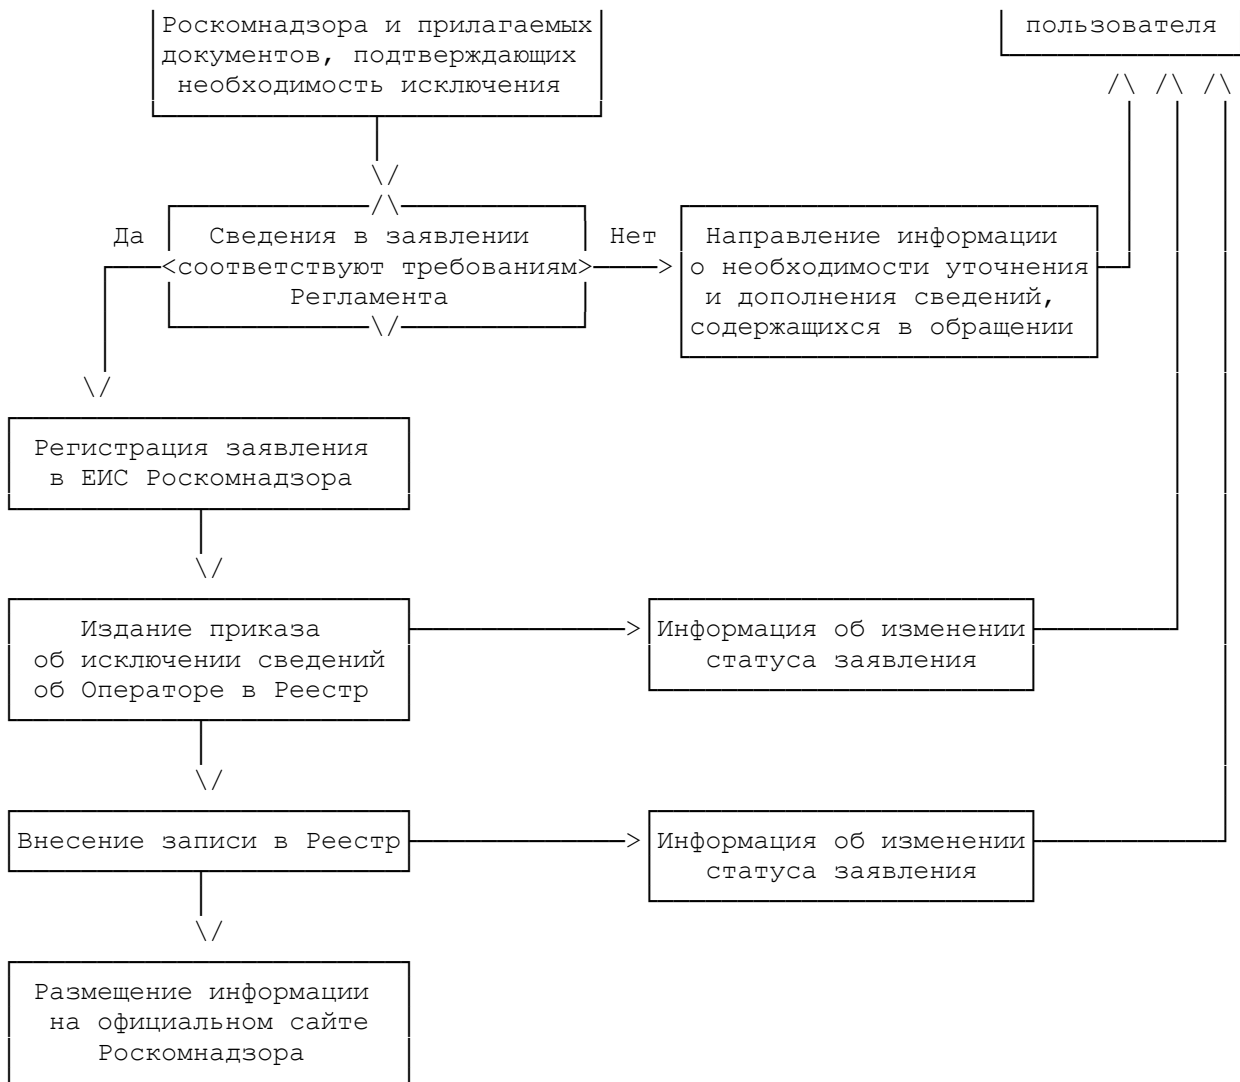 Роскомнадзора и прилагаемых
документов, подтверждающих
необходимость исключения
пользователя
Да
Сведения в заявлении
соответствуют требованиям
Регламента
Нет
Направление информации
о необходимости уточнения
и дополнения сведений,
содержащихся в обращении
Регистрация заявления
в ЕИС Роскомнадзора
Издание приказа
об исключении сведений
об Операторе в Реестр
Информация об изменении
статуса заявления
Внесение записи в Реестр
Информация об изменении
статуса заявления
Размещение информации
на официальном сайте
Роскомнадзора